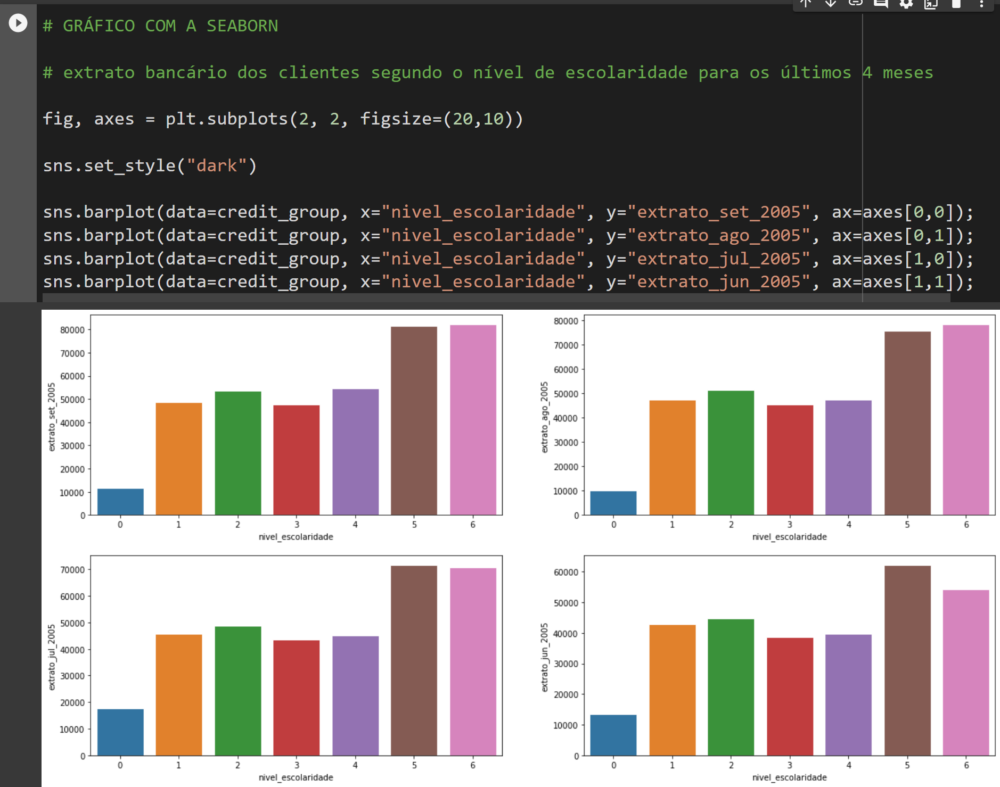 # GRÁFICO COM A SEABORN
# extrato bancário dos clientes segundo o nível de escolaridade para os últimos 4 meses
fig, axes = plt.subplots(2, 2, figsize=(20,10))
sns.set_style("dark")
sns.barplot(data=credit_group, x="nivel_escolaridade", y="extrato_set_2005", ax=axes[0,0]);
sns.barplot(data=credit_group, x="nivel_escolaridade", y="extrato_ago_2005", ax=axes[0,1]);
sns.barplot(data=credit_group, x="nivel_escolaridade", y="extrato_jul_2005", ax=axes[1,0]);
sns.barplot(data=credit_group, x="nivel_escolaridade", y="extrato_jun_2005", ax=axes[1,1]);
extrato_set_2005
80000
70000
60000
50000
40000
30000
20000
10000
0
0 1 2 3 4 5 6
nivel_escolaridade
extrato_ago_2005
80000
70000
60000
50000
40000
30000
20000
10000
0
0 1 2 3 4 5 6
nivel_escolaridade
extrato_jul_2005
70000
60000
50000
40000
30000
20000
10000
0
0 1 2 3 4 5 6
nivel_escolaridade
extrato_jun_2005
60000
50000
40000
30000
20000
10000
0
0 1 2 3 4 5 6
nivel_escolaridade